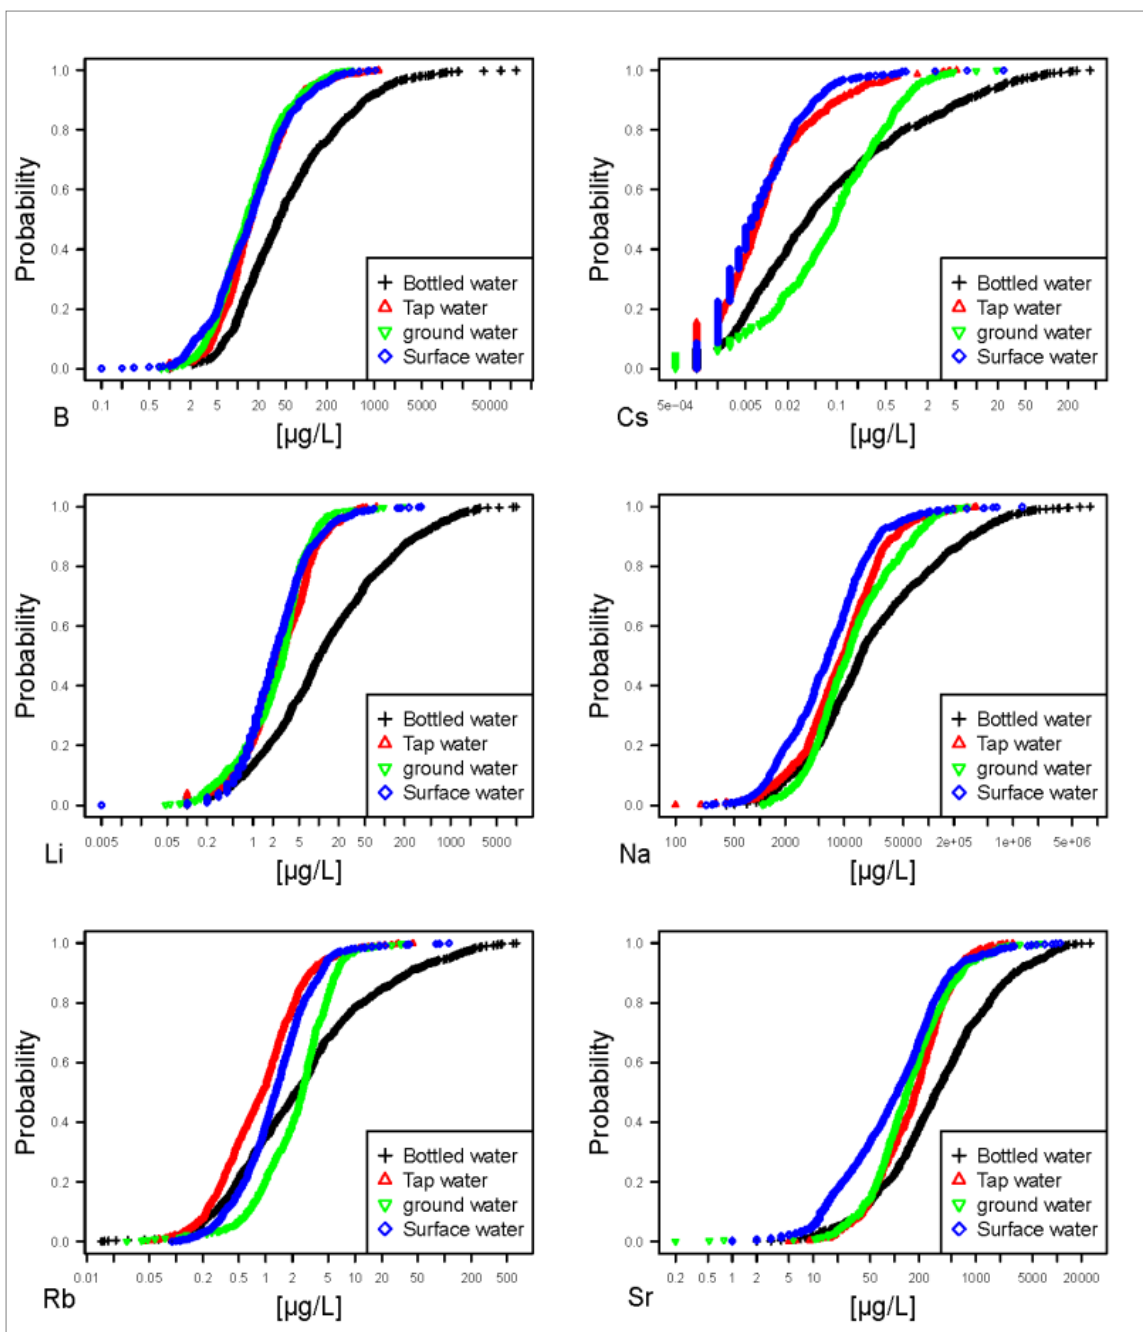 1.0
0.8
0.6
0.4
0.2
0.0
Probability
+ Bottled water
△ Tap water
▽ ground water
◇ Surface water
0.1 0.5 2 5 20 50 200 1000 5000 50000
B
[µg/L]
1.0
0.8
0.6
0.4
0.2
0.0
Probability
+ Bottled water
△ Tap water
▽ ground water
◇ Surface water
5e−04 0.005 0.02 0.1 0.5 2 5 20 50 200
Cs
[µg/L]
1.0
0.8
0.6
0.4
0.2
0.0
Probability
+ Bottled water
△ Tap water
▽ ground water
◇ Surface water
0.005 0.05 0.2 1 2 5 20 50 200 1000 5000
Li
[µg/L]
1.0
0.8
0.6
0.4
0.2
0.0
Probability
+ Bottled water
△ Tap water
▽ ground water
◇ Surface water
100 500 2000 10000 50000 2e+05 1e+06 5e+06
Na
[µg/L]
1.0
0.8
0.6
0.4
0.2
0.0
Probability
+ Bottled water
△ Tap water
▽ ground water
◇ Surface water
0.01 0.05 0.2 0.5 1 2 5 10 20 50 200 500
Rb
[µg/L]
1.0
0.8
0.6
0.4
0.2
0.0
Probability
+ Bottled water
△ Tap water
▽ ground water
◇ Surface water
0.2 0.5 1 2 5 10 50 200 1000 5000 20000
Sr
[µg/L]